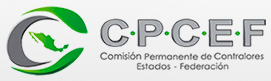 C·P·C·E·F
Comisión Permanente de Contralores
Estados - Federación